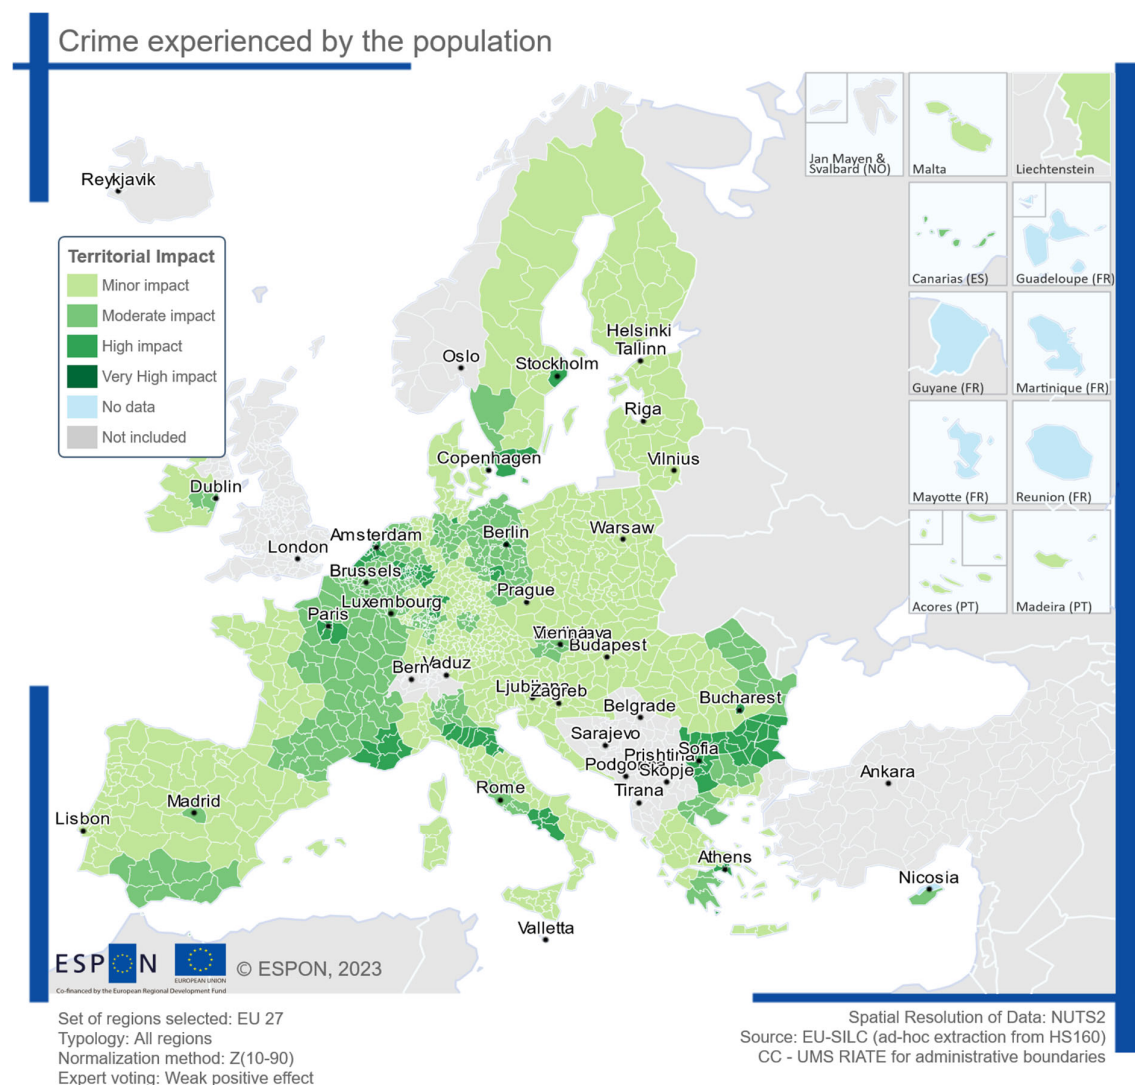 Crime experienced by the population
Jan Mayen &
Svalbard (NO)
Malta
Liechtenstein
Reykjavik
Territorial Impact
Minor impact
Moderate impact
High impact
Very High impact
No data
Not included
Canarias (ES)
Guadeloupe (FR)
Helsinki
Tallinn
Oslo
Stockholm
Guyane (FR)
Martinique (FR)
Riga
Copenhagen
Vilnius
Dublin
Mayotte (FR)
Reunion (FR)
Amsterdam
Berlin
Warsaw
London
Brussels
Prague
Luxembourg
Paris
Acores (PT)
Madeira (PT)
Vienna
Budapest
Bern
Vaduz
Zagreb
Bucharest
Belgrade
Sarajevo
Sofia
Prishtina
Skopje
Ankara
Tirana
Rome
Madrid
Lisbon
Athens
Nicosia
Valletta
ESPON
EUROPEAN UNION
Co-financed by the European Regional Development Fund
© ESPON, 2023
Set of regions selected: EU 27
Typology: All regions
Normalization method: Z(10-90)
Expert voting: Weak positive effect
Spatial Resolution of Data: NUTS2
Source: EU-SILC (ad-hoc extraction from HS160)
CC - UMS RIATE for administrative boundaries